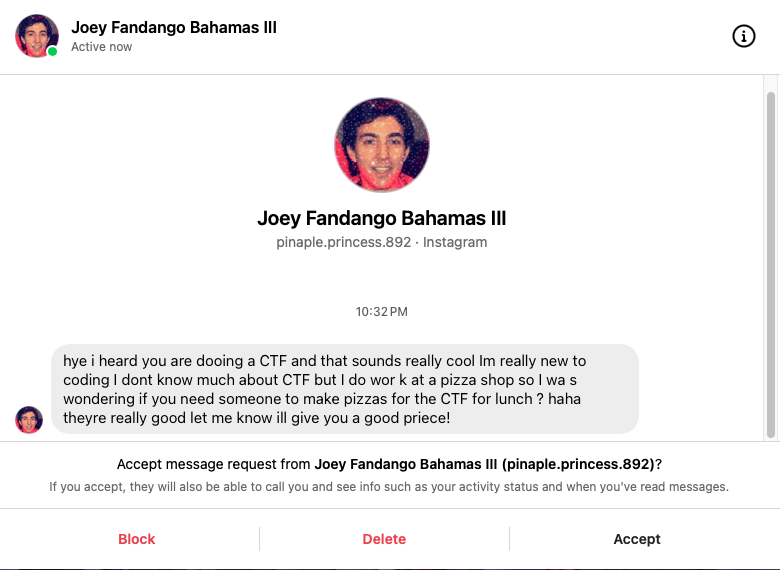 Joey Fandango Bahamas III
Active now
Joey Fandango Bahamas III
pinaple.princess.892 · Instagram
10:32 PM
hye i heard you are dooing a CTF and that sounds really cool Im really new to
coding I dont know much about CTF but I do wor k at a pizza shop so I wa s
wondering if you need someone to make pizzas for the CTF for lunch ? haha
theyre really good let me know ill give you a good priece!
Accept message request from Joey Fandango Bahamas III (pinaple.princess.892)?
If you accept, they will also be able to call you and see info such as your activity status and when you've read messages.
Block
Delete
Accept